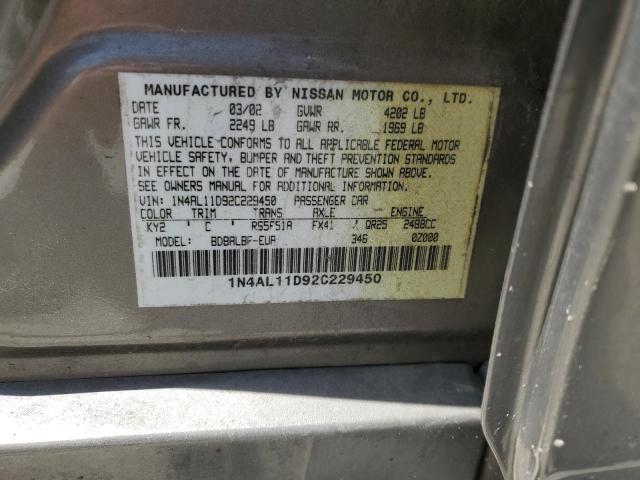 MANUFACTURED BY NISSAN MOTOR CO., LTD.
DATE 03/02 GVWR 4202 LB
GAWR FR. 2249 LB GAWR RR. 1969 LB
THIS VEHICLE CONFORMS TO ALL APPLICABLE FEDERAL MOTOR
VEHICLE SAFETY, BUMPER AND THEFT PREVENTION STANDARDS
IN EFFECT ON THE DATE OF MANUFACTURE SHOWN ABOVE.
SEE OWNERS MANUAL FOR ADDITIONAL INFORMATION.
VIN: 1N4AL11D92C229450 PASSENGER CAR
COLOR TRIM TRANS AXLE ENGINE
KY2 C RS5F51A FX41 QR25 2488CC
MODEL: BDBALBF-EUA 346 0Z000
1N4AL11D92C229450